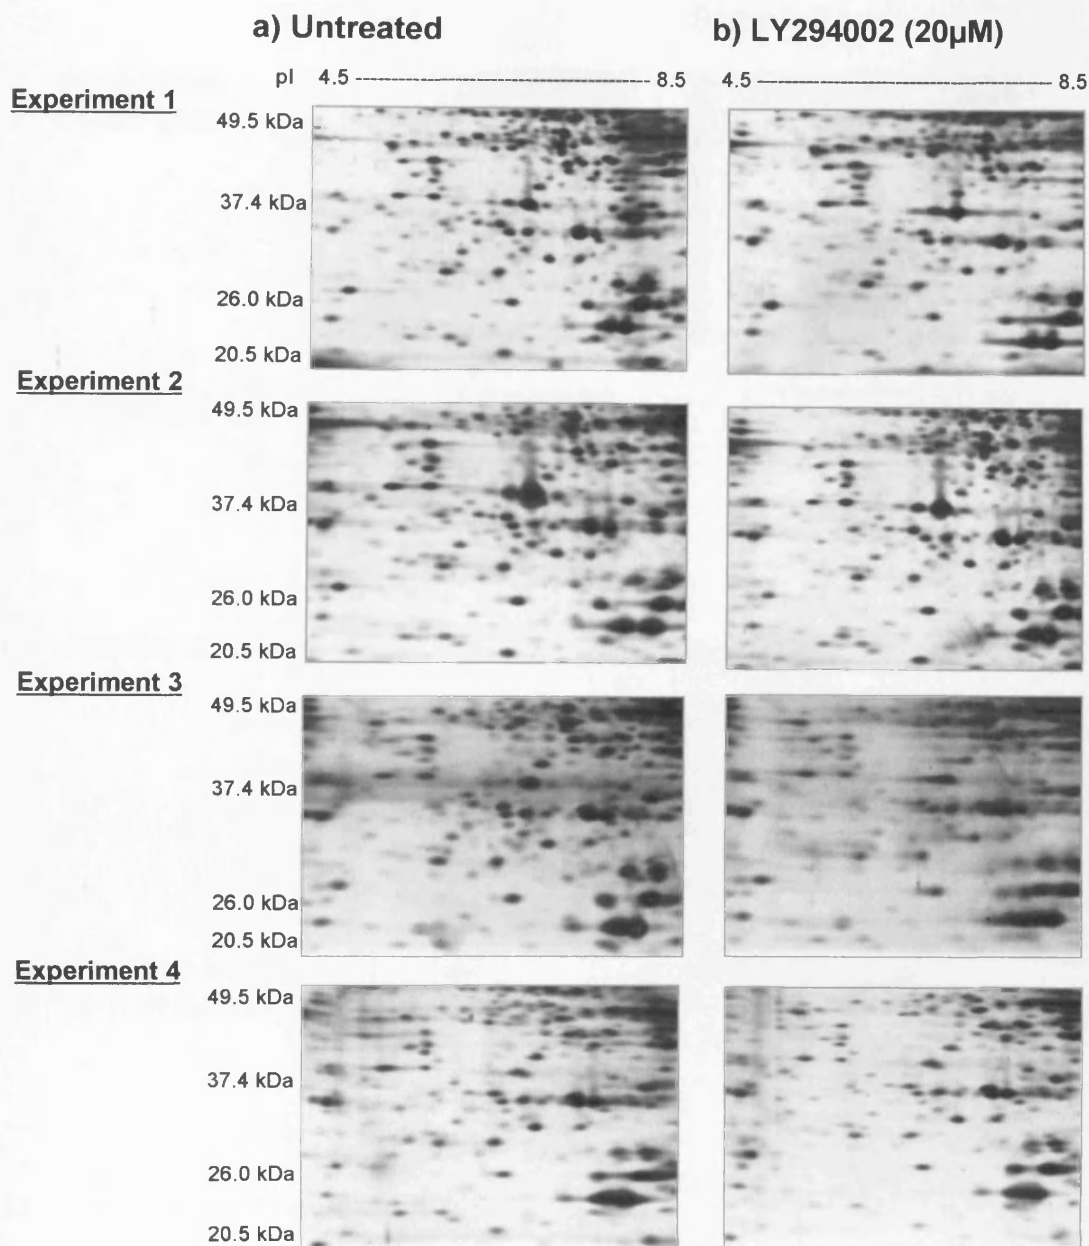 a) Untreated
b) LY294002 (20µM)
pI 4.5 ---------------------------------- 8.5
4.5 ---------------------------------- 8.5
Experiment 1
49.5 kDa
37.4 kDa
26.0 kDa
20.5 kDa
Experiment 2
49.5 kDa
37.4 kDa
26.0 kDa
20.5 kDa
Experiment 3
49.5 kDa
37.4 kDa
26.0 kDa
20.5 kDa
Experiment 4
49.5 kDa
37.4 kDa
26.0 kDa
20.5 kDa